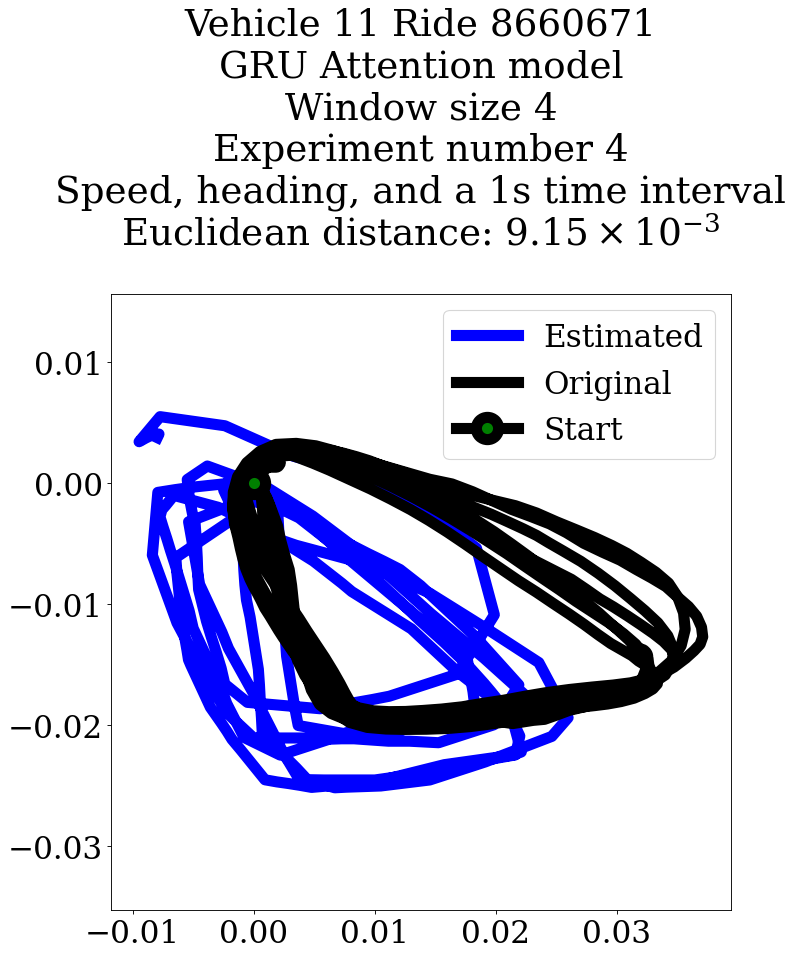 Vehicle 11 Ride 8660671
GRU Attention model
Window size 4
Experiment number 4
Speed, heading, and a 1s time interval
Euclidean distance: 9.15 × 10⁻³
Estimated
Original
Start
0.01
0.00
−0.01
−0.02
−0.03
−0.01 0.00 0.01 0.02 0.03